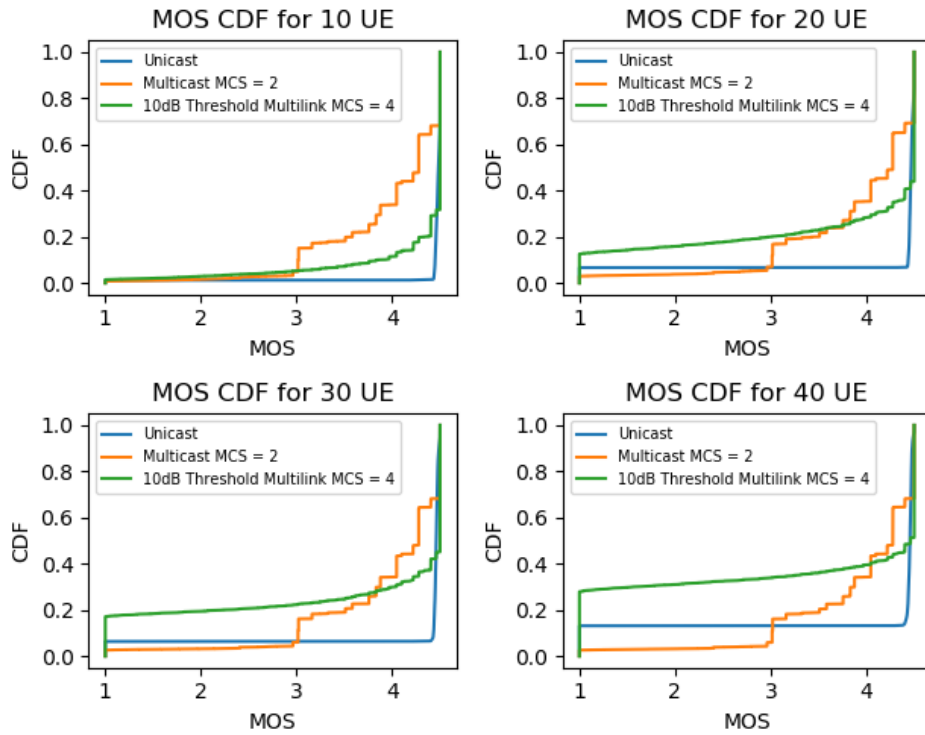 MOS CDF for 10 UE
1.0
0.8
0.6
0.4
0.2
0.0
CDF
Unicast
Multicast MCS = 2
10dB Threshold Multilink MCS = 4
1 2 3 4
MOS
MOS CDF for 20 UE
1.0
0.8
0.6
0.4
0.2
0.0
CDF
Unicast
Multicast MCS = 2
10dB Threshold Multilink MCS = 4
1 2 3 4
MOS
MOS CDF for 30 UE
1.0
0.8
0.6
0.4
0.2
0.0
CDF
Unicast
Multicast MCS = 2
10dB Threshold Multilink MCS = 4
1 2 3 4
MOS
MOS CDF for 40 UE
1.0
0.8
0.6
0.4
0.2
0.0
CDF
Unicast
Multicast MCS = 2
10dB Threshold Multilink MCS = 4
1 2 3 4
MOS